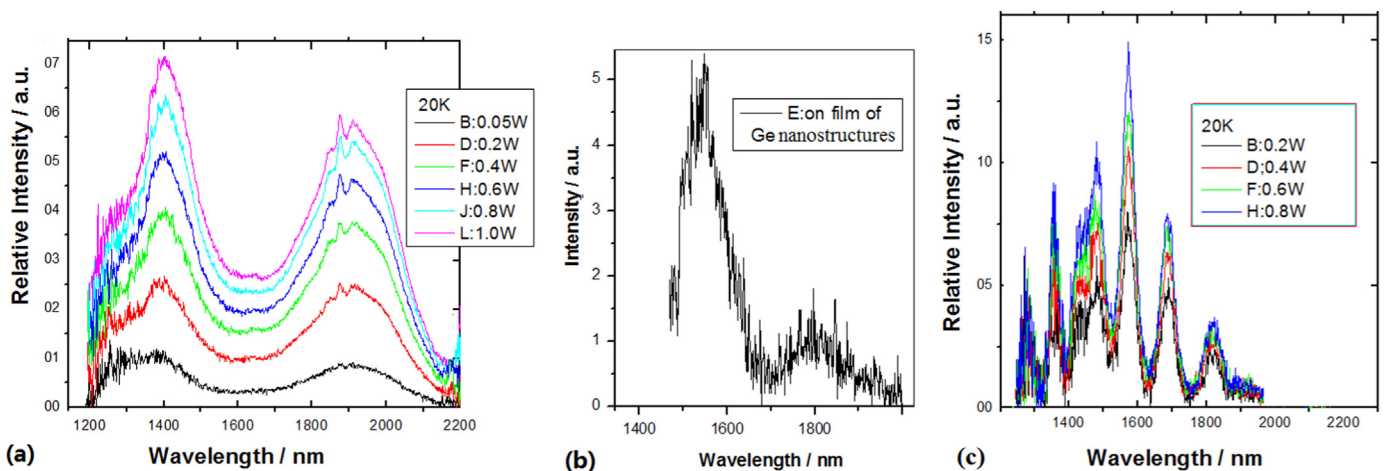 07
06
05
04
03
02
01
00
Relative Intensity / a.u.
20K
B:0.05W
D:0.2W
F:0.4W
H:0.6W
J:0.8W
L:1.0W
1200 1400 1600 1800 2000 2200
Wavelength / nm
(a)
5
4
3
2
1
0
Intensity / a.u.
E:on film of
Ge nanostructures
1400 1600 1800
Wavelength / nm
(b)
15
10
05
00
Relative Intensity / a.u.
20K
B:0.2W
D;0.4W
F:0.6W
H:0.8W
1400 1600 1800 2000 2200
Wavelength / nm
(c)